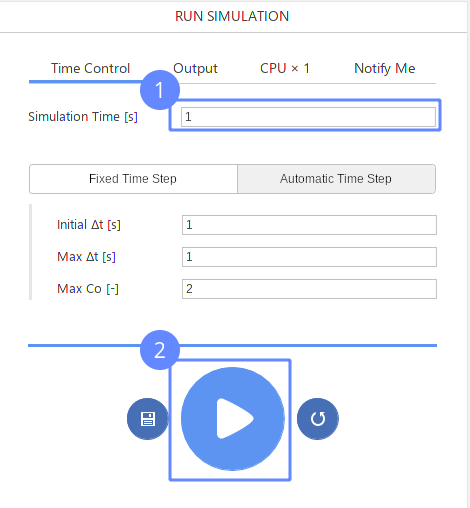 RUN SIMULATION
Time Control Output CPU × 1 Notify Me
1
Simulation Time [s] 1
Fixed Time Step Automatic Time Step
Initial Δt [s] 1
Max Δt [s] 1
Max Co [-] 2
2